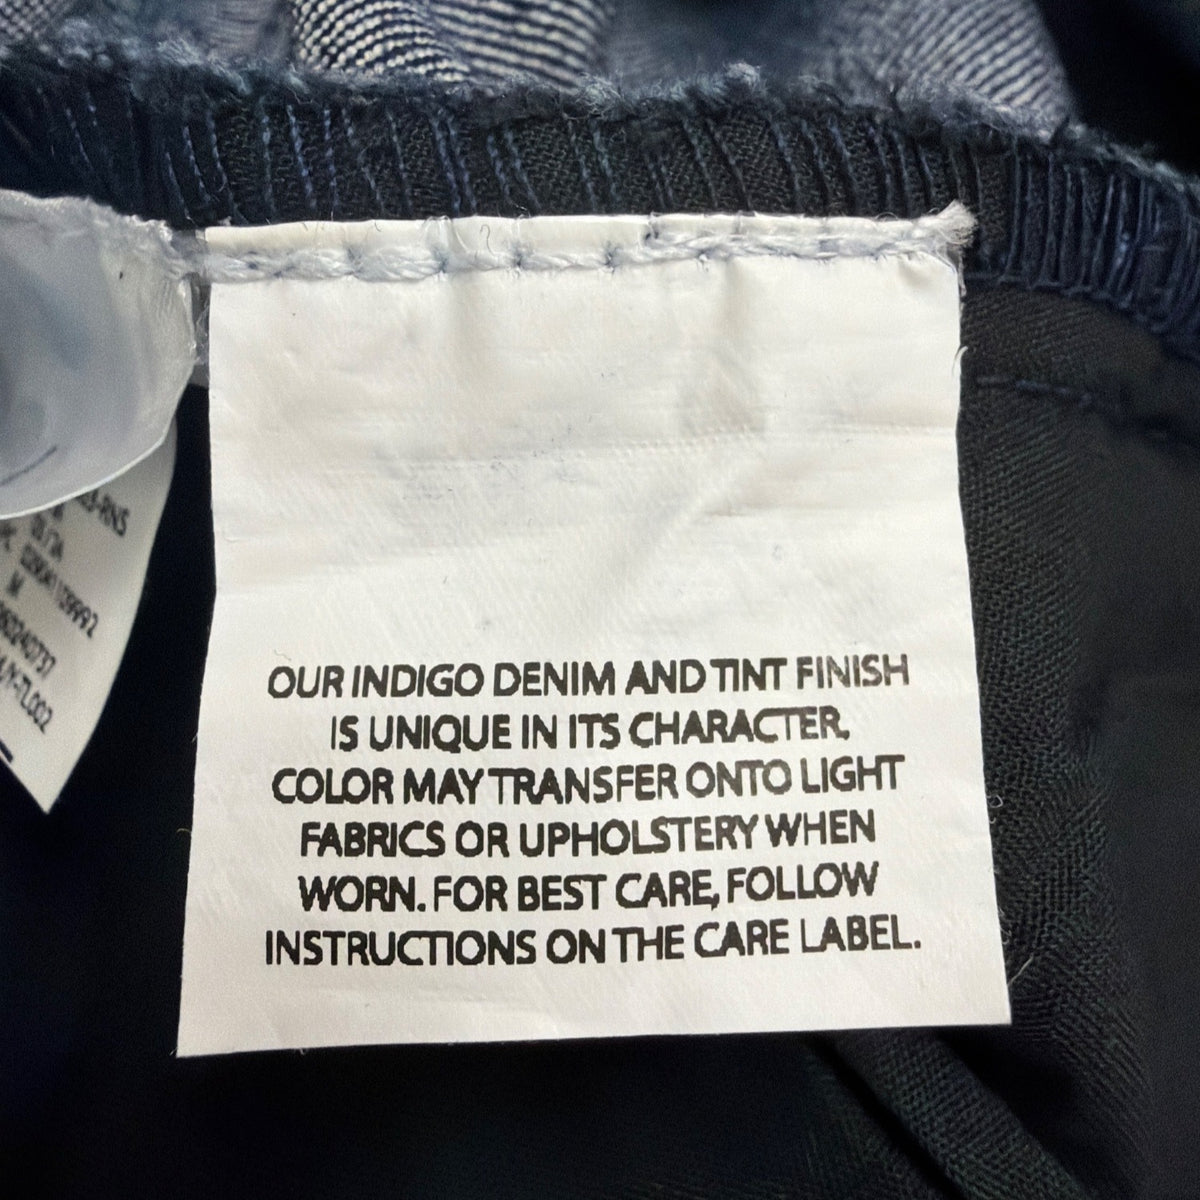 OUR INDIGO DENIM AND TINT FINISH
IS UNIQUE IN ITS CHARACTER.
COLOR MAY TRANSFER ONTO LIGHT
FABRICS OR UPHOLSTERY WHEN
WORN. FOR BEST CARE, FOLLOW
INSTRUCTIONS ON THE CARE LABEL.
-RNS
M